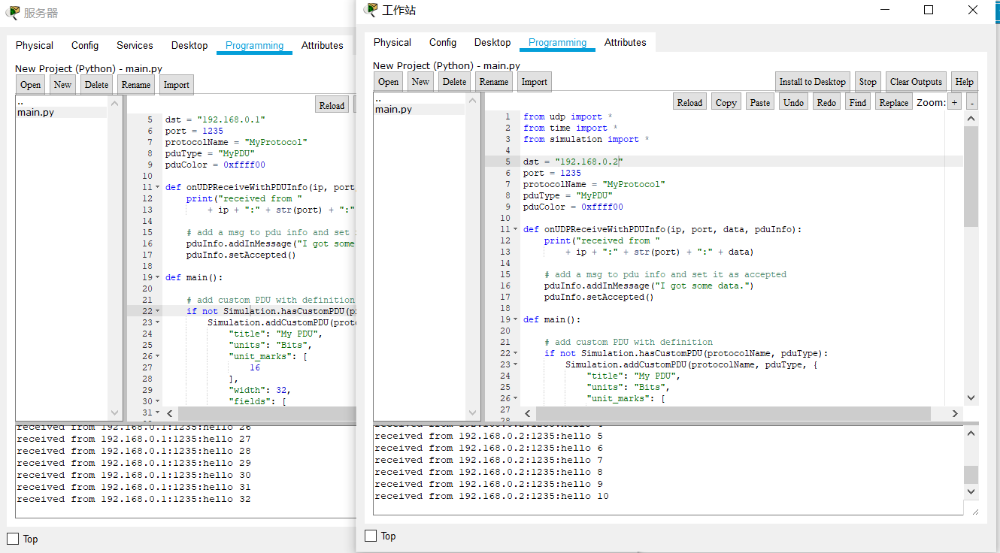 服务器
Physical Config Services Desktop Programming Attributes
New Project (Python) - main.py
Open New Delete Rename Import
..
main.py
Reload
5 dst = "192.168.0.1"
6 port = 1235
7 protocolName = "MyProtocol"
8 pduType = "MyPDU"
9 pduColor = 0xffff00
10
11 def onUDPReceiveWithPDUInfo(ip, port
12 print("received from "
13 + ip + ":" + str(port) + ":"
14
15 # add a msg to pdu info and set
16 pduInfo.addInMessage("I got some
17 pduInfo.setAccepted()
18
19 def main():
20
21 # add custom PDU with definition
22 if not Simulation.hasCustomPDU(p
23 Simulation.addCustomPDU(prot
24 "title": "My PDU",
25 "units": "Bits",
26 "unit_marks": [
27 16
28 ],
29 "width": 32,
30 "fields": [
31
received from 192.168.0.1:1235:hello 26
received from 192.168.0.1:1235:hello 27
received from 192.168.0.1:1235:hello 28
received from 192.168.0.1:1235:hello 29
received from 192.168.0.1:1235:hello 30
received from 192.168.0.1:1235:hello 31
received from 192.168.0.1:1235:hello 32
Top
工作站
Physical Config Desktop Programming Attributes
New Project (Python) - main.py
Open New Delete Rename Import Install to Desktop Stop Clear Outputs Help
..
main.py
Reload Copy Paste Undo Redo Find Replace Zoom: + -
1 from udp import *
2 from time import *
3 from simulation import *
4
5 dst = "192.168.0.2"
6 port = 1235
7 protocolName = "MyProtocol"
8 pduType = "MyPDU"
9 pduColor = 0xffff00
10
11 def onUDPReceiveWithPDUInfo(ip, port, data, pduInfo):
12 print("received from "
13 + ip + ":" + str(port) + ":" + data)
14
15 # add a msg to pdu info and set it as accepted
16 pduInfo.addInMessage("I got some data.")
17 pduInfo.setAccepted()
18
19 def main():
20
21 # add custom PDU with definition
22 if not Simulation.hasCustomPDU(protocolName, pduType):
23 Simulation.addCustomPDU(protocolName, pduType, {
24 "title": "My PDU",
25 "units": "Bits",
26 "unit_marks": [
27
28
received from 192.168.0.2:1235:hello 5
received from 192.168.0.2:1235:hello 6
received from 192.168.0.2:1235:hello 7
received from 192.168.0.2:1235:hello 8
received from 192.168.0.2:1235:hello 9
received from 192.168.0.2:1235:hello 10
Top